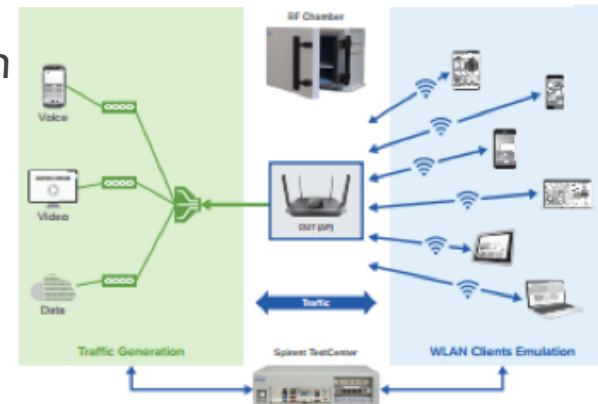 n
RF Chamber
Voice
Video
Data
DUT (AP)
Traffic
Traffic Generation
Spirent TestCenter
WLAN Clients Emulation